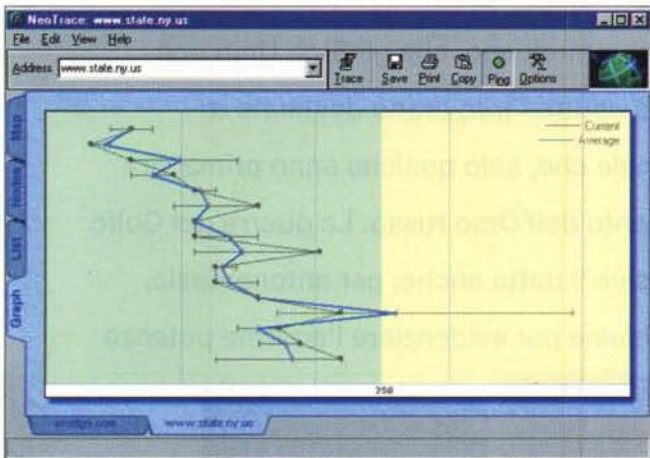 NeoTrace: www.state.ny.us
File Edit View Help
Address www.state.ny.us
Trace Save Print Copy Ping Options
Map
Nodes
List
Graph
Current
Average
250
www.state.ny.us